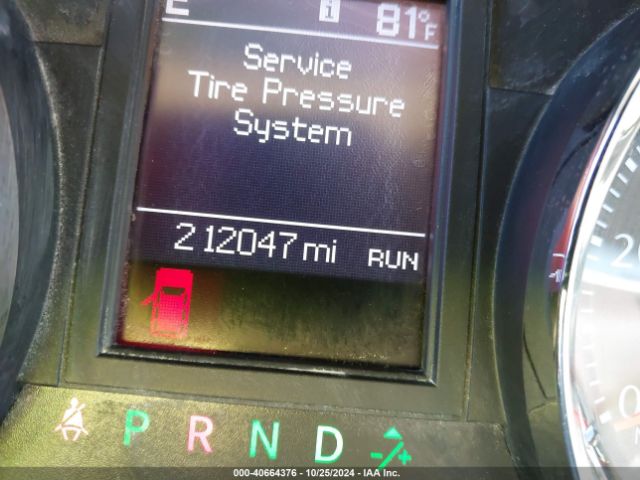 E i 81°F
Service
Tire Pressure
System
212047 mi RUN
P R N D -/+
000-40664376 - 10/25/2024 - IAA Inc.